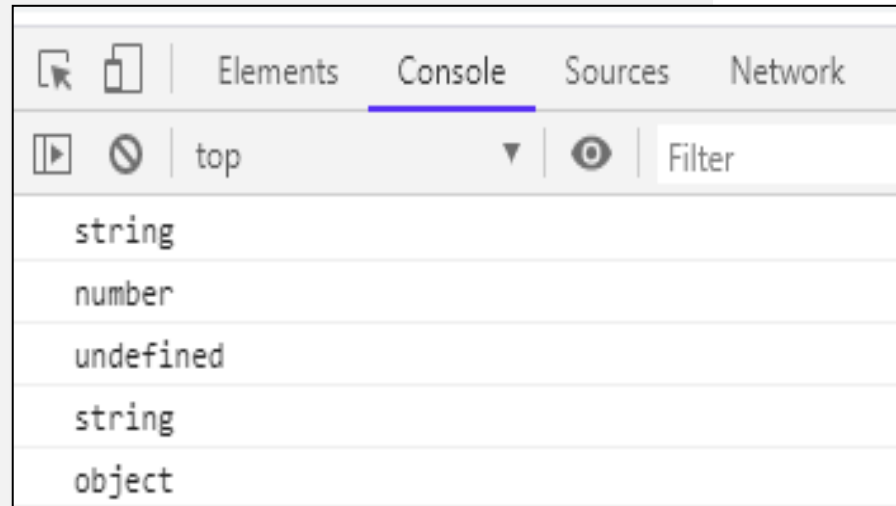 Elements Console Sources Network
top Filter
string
number
undefined
string
object